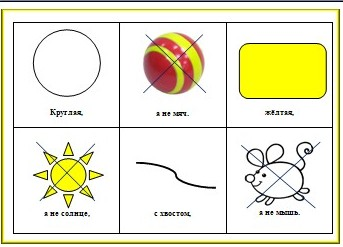 Круглая,
а не мяч.
жёлтая,
а не солнце,
с хвостом,
а не мышь.